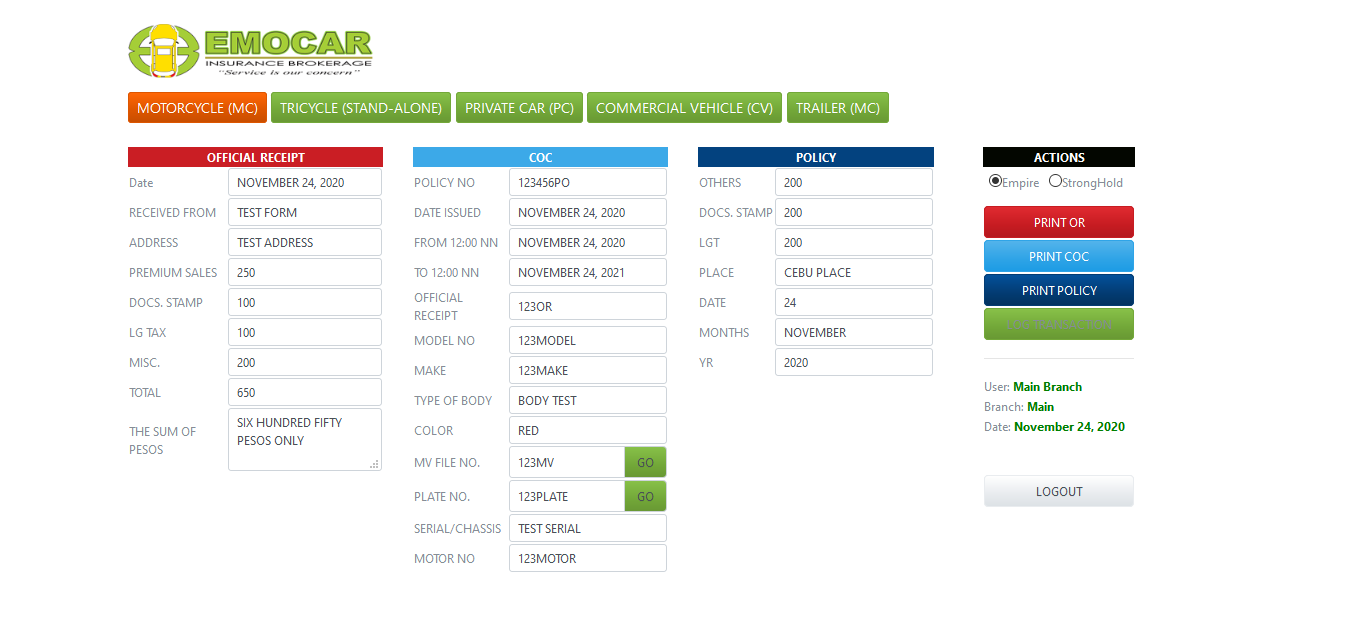 EMOCAR
INSURANCE BROKERAGE
"Service is our concern"
MOTORCYCLE (MC)
TRICYCLE (STAND-ALONE)
PRIVATE CAR (PC)
COMMERCIAL VEHICLE (CV)
TRAILER (MC)
OFFICIAL RECEIPT
Date NOVEMBER 24, 2020
RECEIVED FROM TEST FORM
ADDRESS TEST ADDRESS
PREMIUM SALES 250
DOCS. STAMP 100
LG TAX 100
MISC. 200
TOTAL 650
THE SUM OF
PESOS
SIX HUNDRED FIFTY
PESOS ONLY
COC
POLICY NO 123456PO
DATE ISSUED NOVEMBER 24, 2020
FROM 12:00 NN NOVEMBER 24, 2020
TO 12:00 NN NOVEMBER 24, 2021
OFFICIAL
RECEIPT
123OR
MODEL NO 123MODEL
MAKE 123MAKE
TYPE OF BODY BODY TEST
COLOR RED
MV FILE NO. 123MV GO
PLATE NO. 123PLATE GO
SERIAL/CHASSIS TEST SERIAL
MOTOR NO 123MOTOR
POLICY
OTHERS 200
DOCS. STAMP 200
LGT 200
PLACE CEBU PLACE
DATE 24
MONTHS NOVEMBER
YR 2020
ACTIONS
Empire StrongHold
PRINT OR
PRINT COC
PRINT POLICY
LOG TRANSACTION
User: Main Branch
Branch: Main
Date: November 24, 2020
LOGOUT